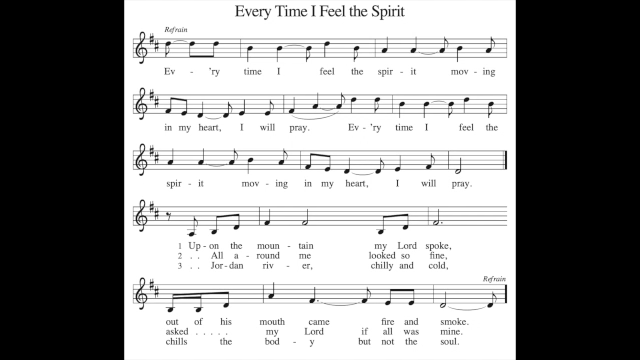 Every Time I Feel the Spirit
Refrain
Ev - 'ry time I feel the spir - it mov - ing
in my heart, I will pray. Ev - 'ry time I feel the
spir - it mov - ing in my heart, I will pray.
1 Up - on the moun - tain my Lord spoke,
2 . . All a - round me looked so fine,
3 . . Jor - dan riv - er, chilly and cold,
Refrain
out of his mouth came fire and smoke.
asked . . . . . my Lord if all was mine.
chills the bod - y but not the soul.